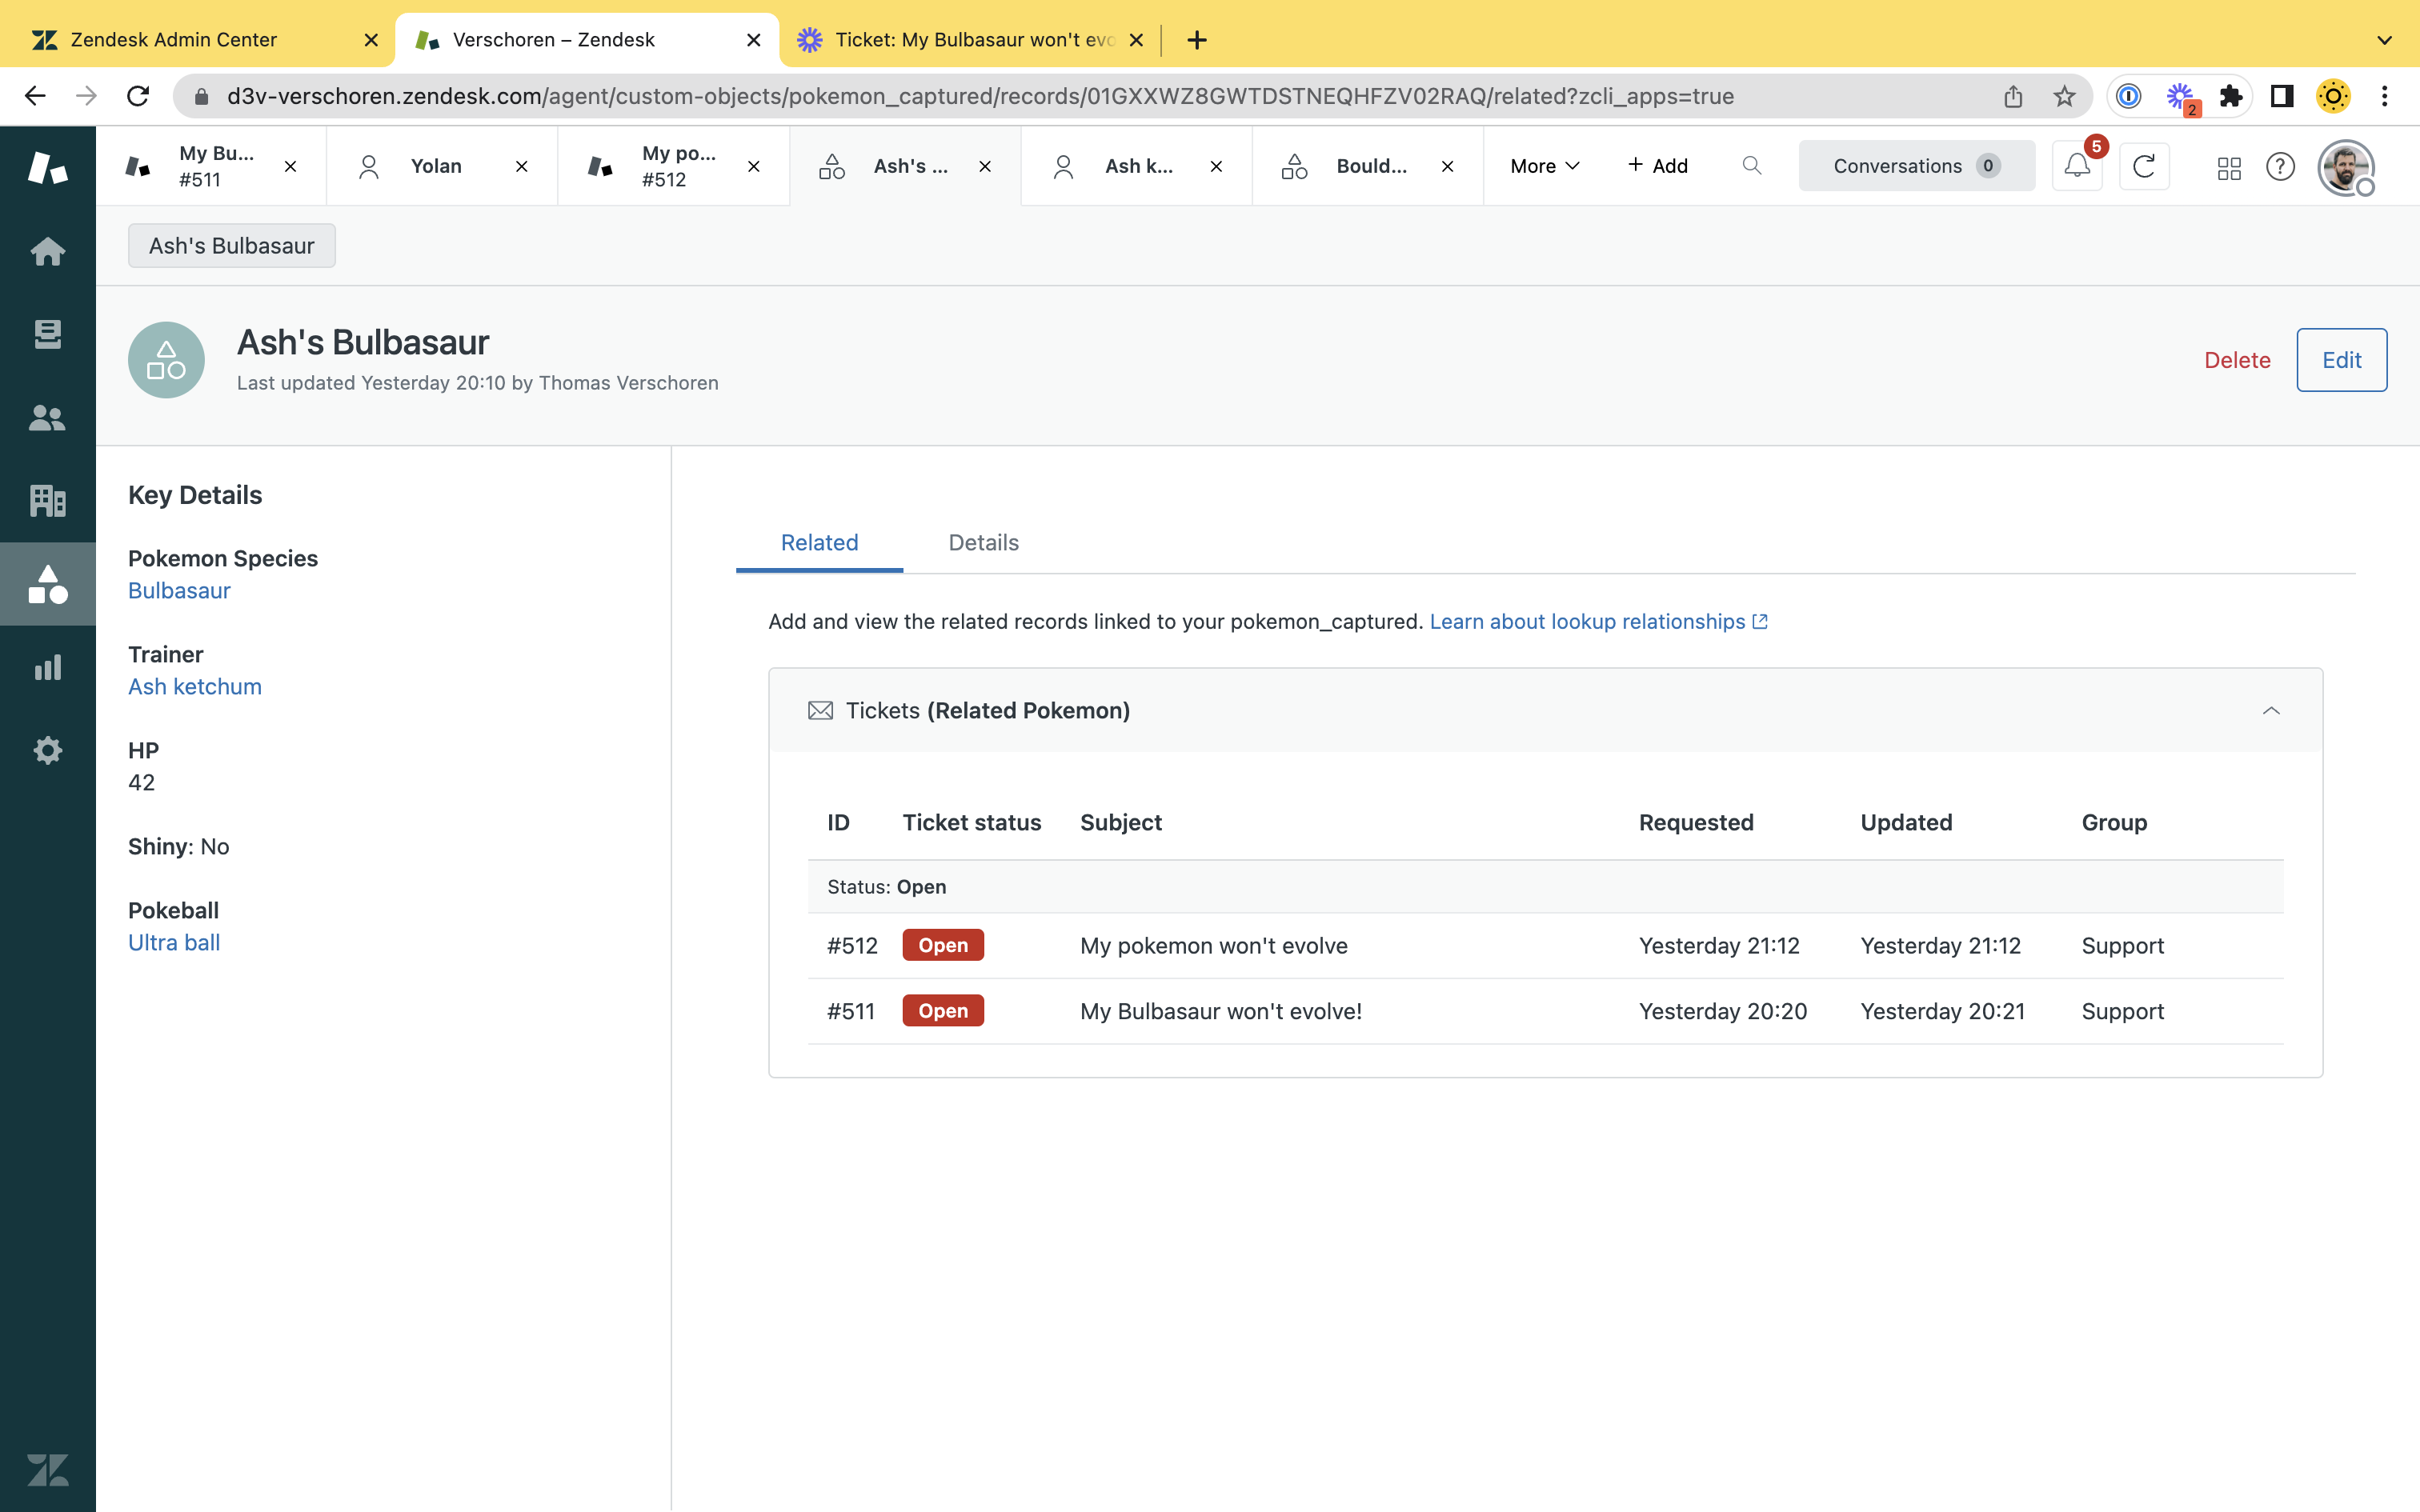 Zendesk Admin Center
Verschoren – Zendesk
Ticket: My Bulbasaur won't evo
d3v-verschoren.zendesk.com/agent/custom-objects/pokemon_captured/records/01GXXWZ8GWTDSTNEQHFZV02RAQ/related?zcli_apps=true
2
My Bu...
#511
Yolan
My po...
#512
Ash's ...
Ash k...
Bould...
More
+ Add
Conversations 0
5
Ash's Bulbasaur
Ash's Bulbasaur
Last updated Yesterday 20:10 by Thomas Verschoren
Delete
Edit
Key Details
Pokemon Species
Bulbasaur
Trainer
Ash ketchum
HP
42
Shiny: No
Pokeball
Ultra ball
Related
Details
Add and view the related records linked to your pokemon_captured. Learn about lookup relationships
Tickets (Related Pokemon)
ID Ticket status Subject Requested Updated Group
Status: Open
#512 Open My pokemon won't evolve Yesterday 21:12 Yesterday 21:12 Support
#511 Open My Bulbasaur won't evolve! Yesterday 20:20 Yesterday 20:21 Support